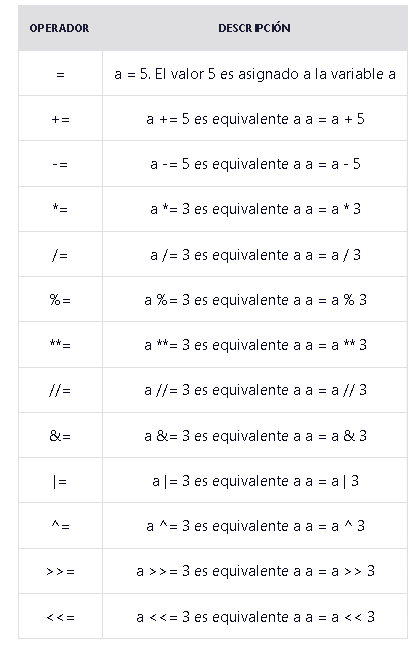 OPERADOR DESCRIPCIÓN
= a = 5. El valor 5 es asignado a la variable a
+= a += 5 es equivalente a a = a + 5
-= a -= 5 es equivalente a a = a - 5
*= a *= 3 es equivalente a a = a * 3
/= a /= 3 es equivalente a a = a / 3
%= a %= 3 es equivalente a a = a % 3
**= a **= 3 es equivalente a a = a ** 3
//= a //= 3 es equivalente a a = a // 3
&= a &= 3 es equivalente a a = a & 3
|= a |= 3 es equivalente a a = a | 3
^= a ^= 3 es equivalente a a = a ^ 3
>>= a >>= 3 es equivalente a a = a >> 3
<<= a <<= 3 es equivalente a a = a << 3